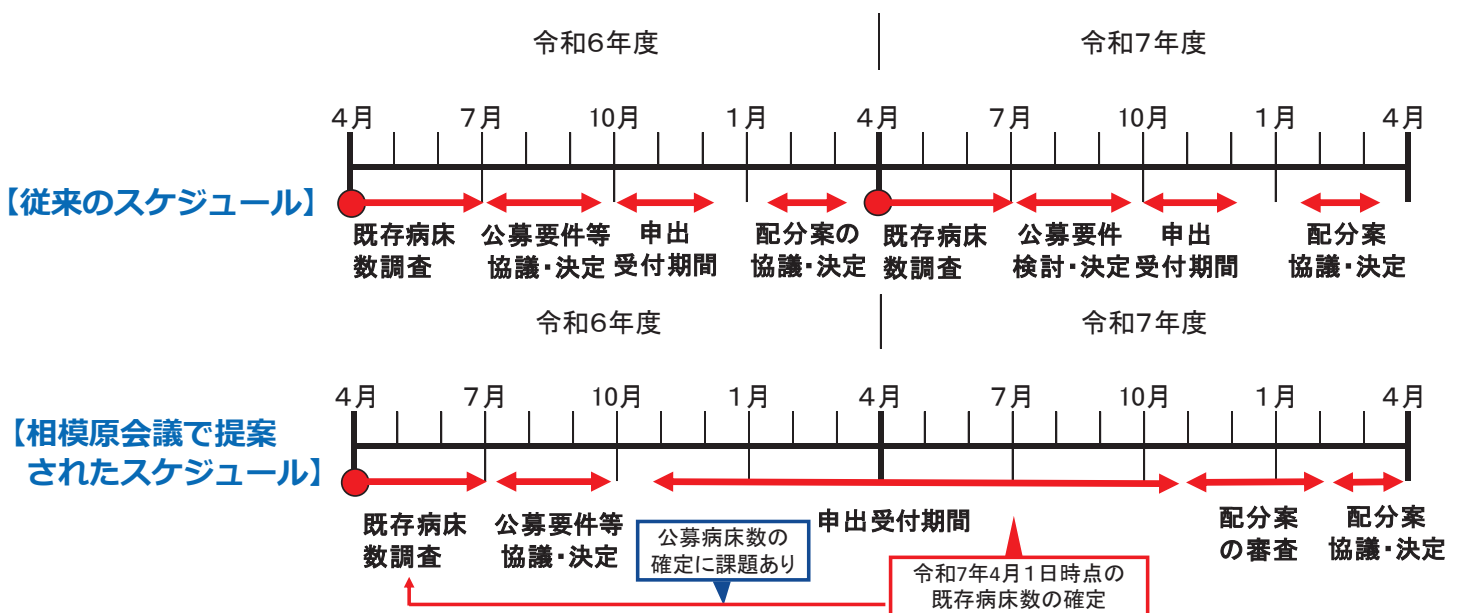 令和6年度 令和7年度
4月 7月 10月 1月 4月 7月 10月 1月 4月
【従来のスケジュール】
既存病床 公募要件等 申出 配分案の 既存病床 公募要件 申出 配分案
数調査 協議・決定 受付期間 協議・決定 数調査 検討・決定 受付期間 協議・決定
令和6年度 令和7年度
4月 7月 10月 1月 4月 7月 10月 1月 4月
【相模原会議で提案
されたスケジュール】
既存病床 公募要件等 申出受付期間 配分案 配分案
数調査 協議・決定 の審査 協議・決定
公募病床数の
確定に課題あり
令和7年4月1日時点の
既存病床数の確定